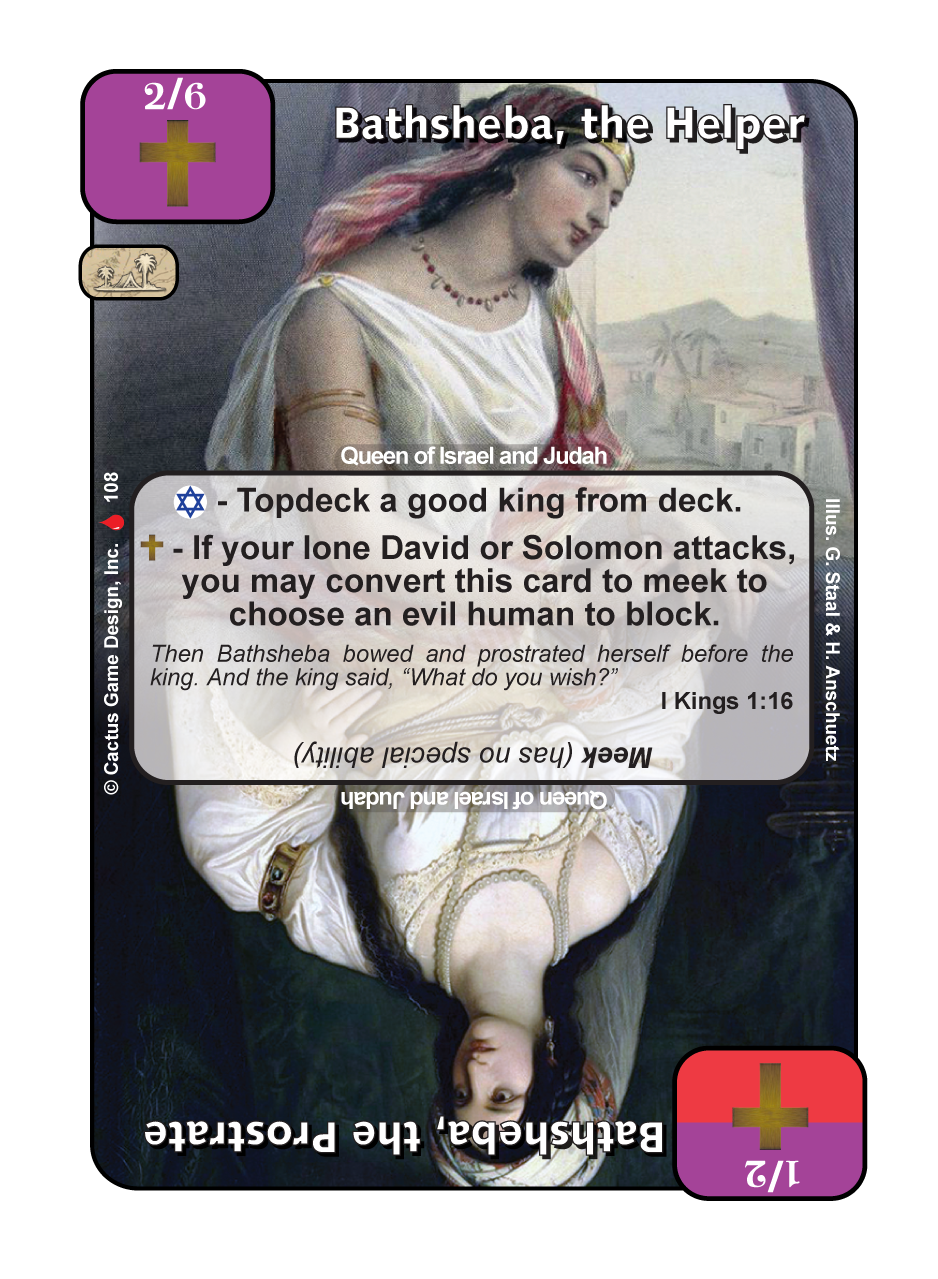 2/6
Bathsheba, the Helper
Queen of Israel and Judah
- Topdeck a good king from deck.
- If your lone David or Solomon attacks,
you may convert this card to meek to
choose an evil human to block.
Then Bathsheba bowed and prostrated herself before the
king. And the king said, “What do you wish?”
I Kings 1:16
Meek (has no special ability)
Queen of Israel and Judah
Bathsheba, the Prostrate
1/2
© Cactus Game Design, Inc. 108
Illus. G. Staal & H. Anschuetz